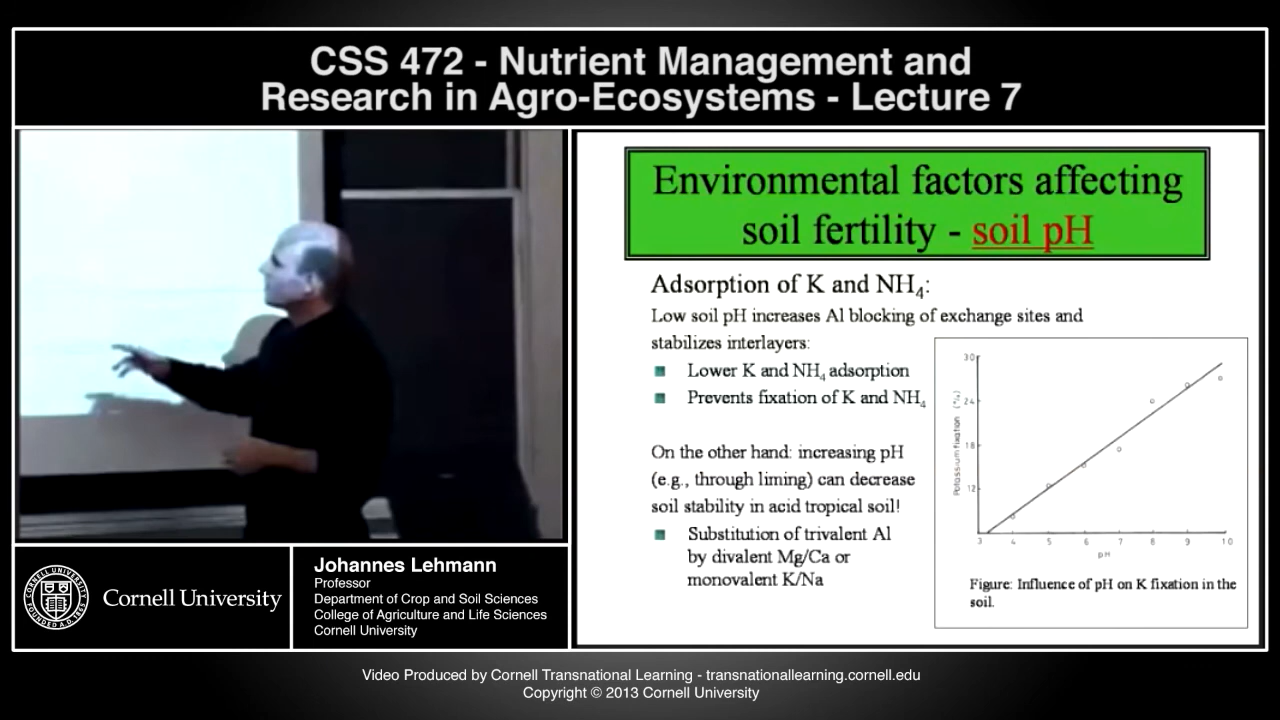 CSS 472 - Nutrient Management and
Research in Agro-Ecosystems - Lecture 7
Environmental factors affecting
soil fertility - soil pH
Adsorption of K and NH4:
Low soil pH increases Al blocking of exchange sites and
stabilizes interlayers:
Lower K and NH4 adsorption
Prevents fixation of K and NH4
On the other hand: increasing pH
(e.g., through liming) can decrease
soil stability in acid tropical soil!
Substitution of trivalent Al
by divalent Mg/Ca or
monovalent K/Na
Potassium fixation (%)
30
24
18
12
3 4 5 6 7 8 9 10
pH
Figure: Influence of pH on K fixation in the
soil.
Cornell University
Johannes Lehmann
Professor
Department of Crop and Soil Sciences
College of Agriculture and Life Sciences
Cornell University
Video Produced by Cornell Transnational Learning - transnationallearning.cornell.edu
Copyright © 2013 Cornell University